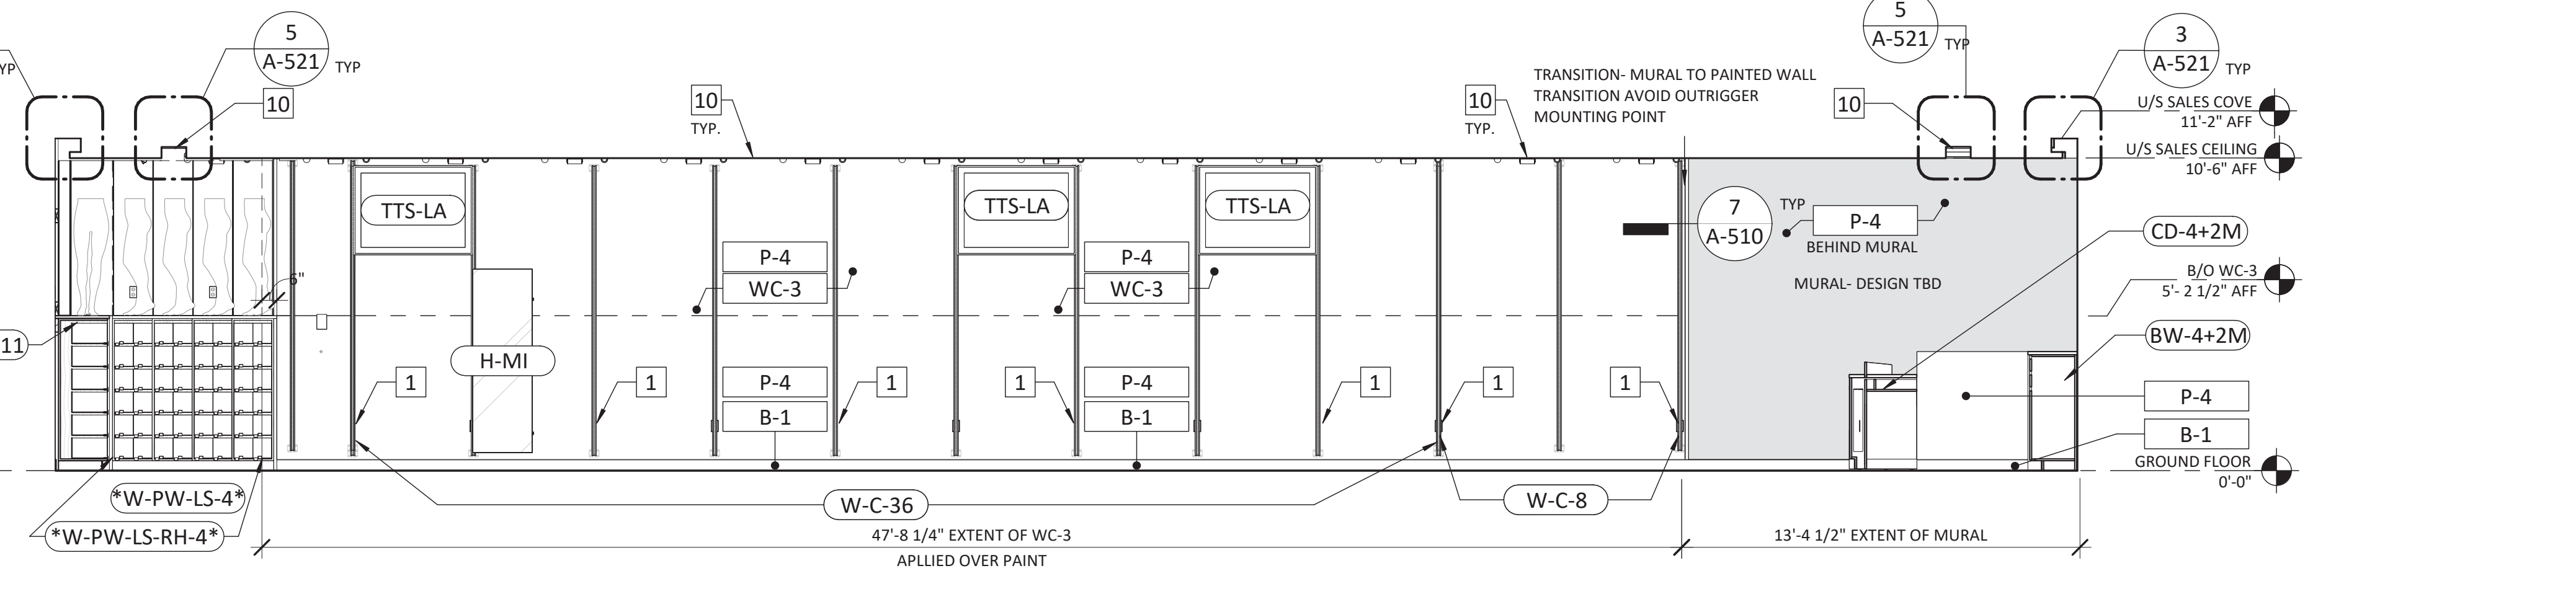 5
A-521
TYP
YP
10
10
TYP.
10
TYP.
TRANSITION- MURAL TO PAINTED WALL
TRANSITION AVOID OUTRIGGER
MOUNTING POINT
10
5
A-521
TYP
3
A-521
TYP
U/S SALES COVE
11'-2" AFF
U/S SALES CEILING
10'-6" AFF
TTS-LA
TTS-LA
TTS-LA
7
A-510
TYP
P-4
BEHIND MURAL
MURAL- DESIGN TBD
CD-4+2M
B/O WC-3
5'- 2 1/2" AFF
BW-4+2M
P-4
WC-3
P-4
WC-3
6"
11
H-MI
1
1
P-4
B-1
1
1
P-4
B-1
1
1
1
P-4
B-1
GROUND FLOOR
0'-0"
*W-PW-LS-4*
*W-PW-LS-RH-4*
W-C-36
W-C-8
47'-8 1/4" EXTENT OF WC-3
APLLIED OVER PAINT
13'-4 1/2" EXTENT OF MURAL